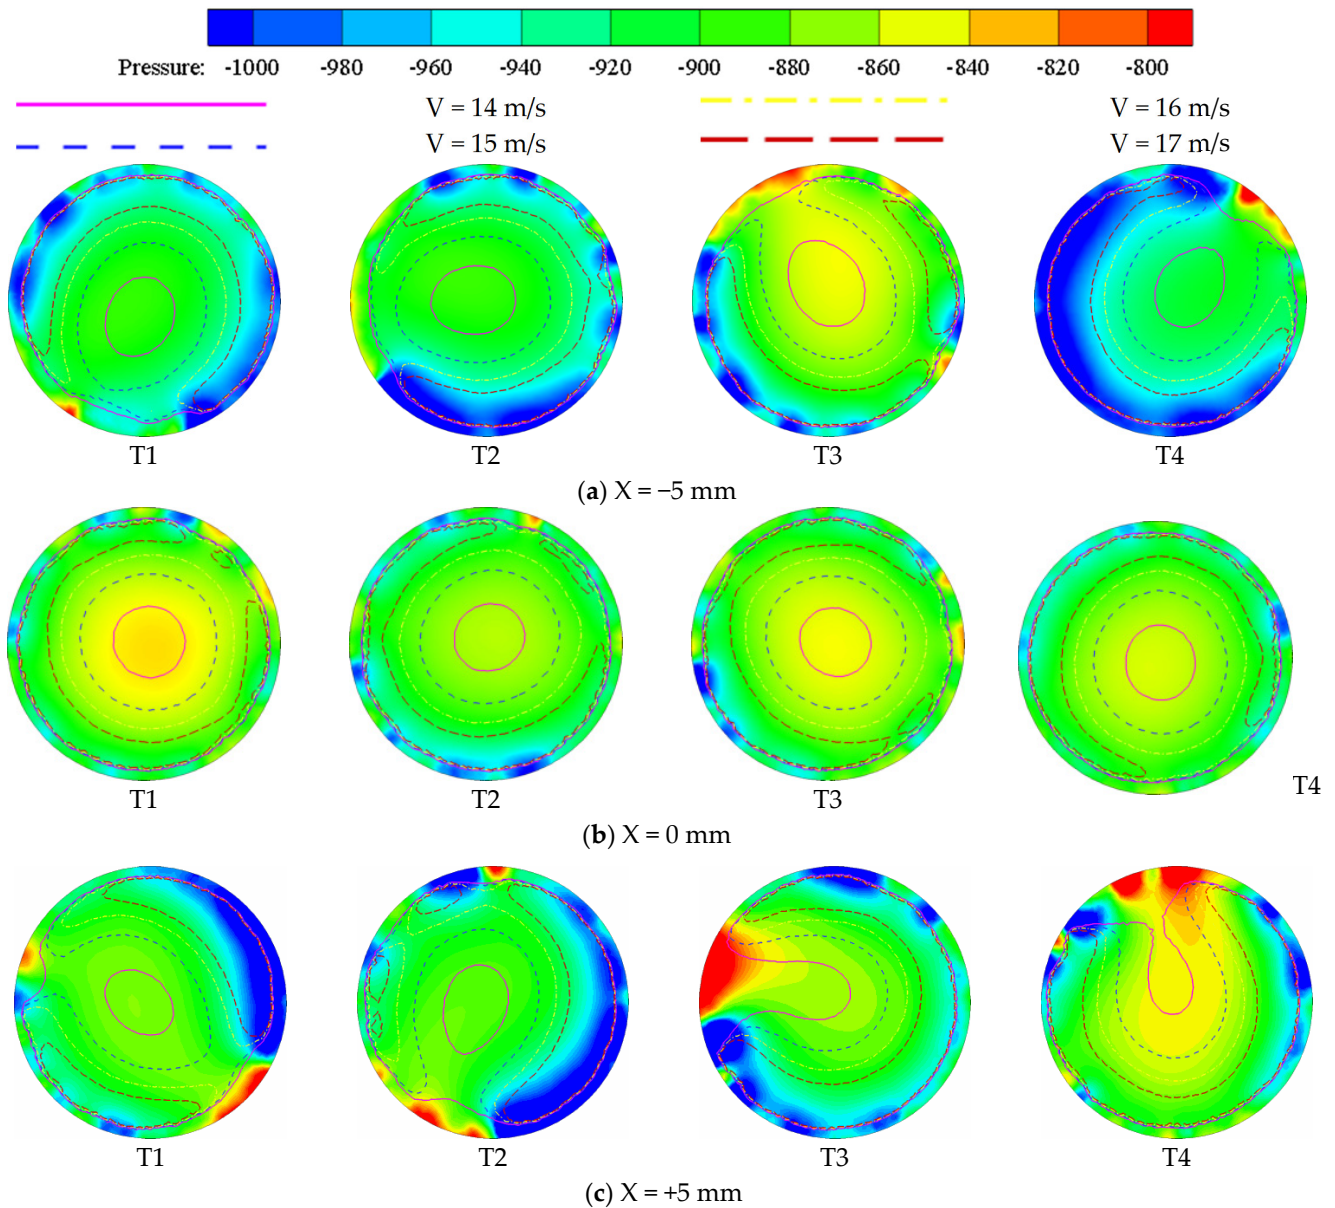 Pressure: -1000 -980 -960 -940 -920 -900 -880 -860 -840 -820 -800
V = 14 m/s V = 16 m/s
V = 15 m/s V = 17 m/s
T1 T2 T3 T4
(a) X = −5 mm
T1 T2 T3 T4
(b) X = 0 mm
T1 T2 T3 T4
(c) X = +5 mm